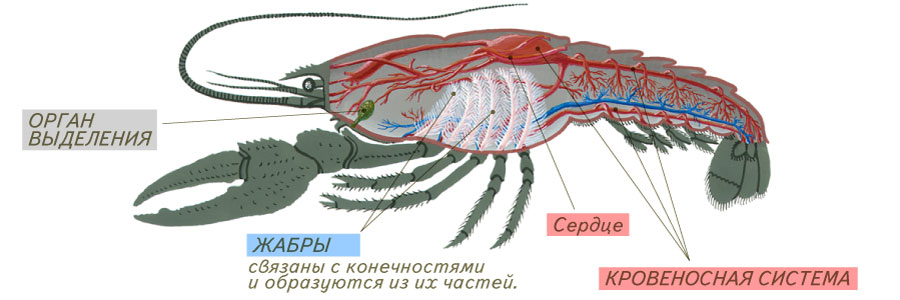 ОРГАН
ВЫДЕЛЕНИЯ
ЖАБРЫ
связаны с конечностями
и образуются из их частей.
Сердце
КРОВЕНОСНАЯ СИСТЕМА